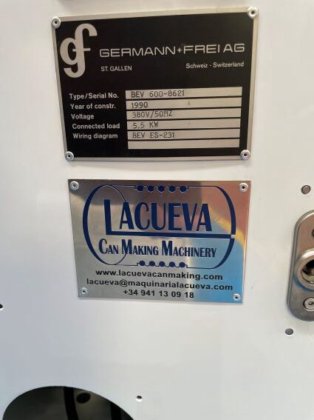 gf GERMANN+FREI AG
ST. GALLEN Schweiz - Switzerland
Type/Serial No. BEV 600-8621
Year of constr. 1990
Voltage 380V/50HZ
Connected load 5.5 KW
Wiring diagram BEV ES-231
LACUEVA
CAN MAKING MACHINERY
www.lacuevacanmaking.com
lacueva@maquinarialacueva.com
+34 941 13 09 18